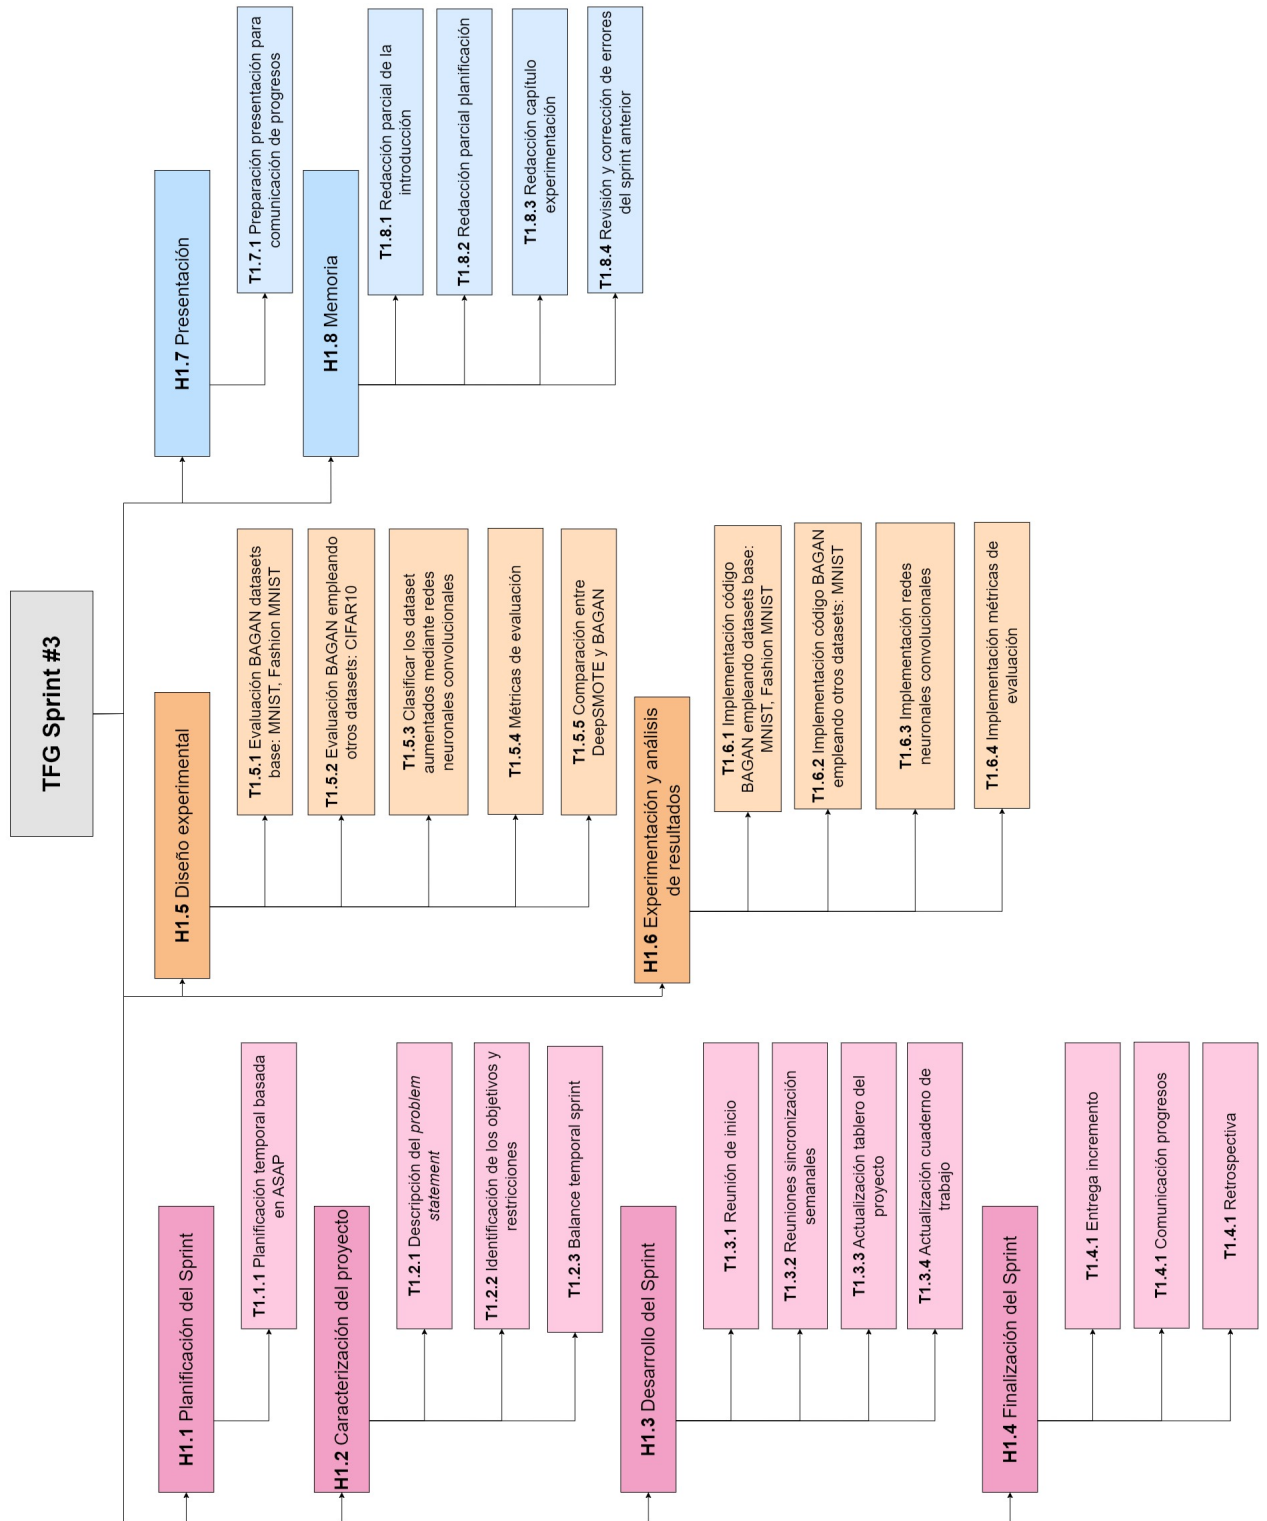 TFG Sprint #3
H1.1 Planificación del Sprint
T1.1.1 Planificación temporal basada
en ASAP
H1.2 Caracterización del proyecto
T1.2.1 Descripción del problem
statement
T1.2.2 Identificación de los objetivos y
restricciones
T1.2.3 Balance temporal sprint
H1.3 Desarrollo del Sprint
T1.3.1 Reunión de inicio
T1.3.2 Reuniones sincronización
semanales
T1.3.3 Actualización tablero del
proyecto
T1.3.4 Actualización cuaderno de
trabajo
H1.4 Finalización del Sprint
T1.4.1 Entrega incremento
T1.4.1 Comunicación progresos
T1.4.1 Retrospectiva
H1.5 Diseño experimental
T1.5.1 Evaluación BAGAN datasets
base: MNIST, Fashion MNIST
T1.5.2 Evaluación BAGAN empleando
otros datasets: CIFAR10
T1.5.3 Clasificar los dataset
aumentados mediante redes
neuronales convolucionales
T1.5.4 Métricas de evaluación
T1.5.5 Comparación entre
DeepSMOTE y BAGAN
H1.6 Experimentación y análisis
de resultados
T1.6.1 Implementación código
BAGAN empleando datasets base:
MNIST, Fashion MNIST
T1.6.2 Implementación código BAGAN
empleando otros datasets: MNIST
T1.6.3 Implementación redes
neuronales convolucionales
T1.6.4 Implementación métricas de
evaluación
H1.7 Presentación
T1.7.1 Preparación presentación para
comunicación de progresos
H1.8 Memoria
T1.8.1 Redacción parcial de la
introducción
T1.8.2 Redacción parcial planificación
T1.8.3 Redacción capítulo
experimentación
T1.8.4 Revisión y corrección de errores
del sprint anterior